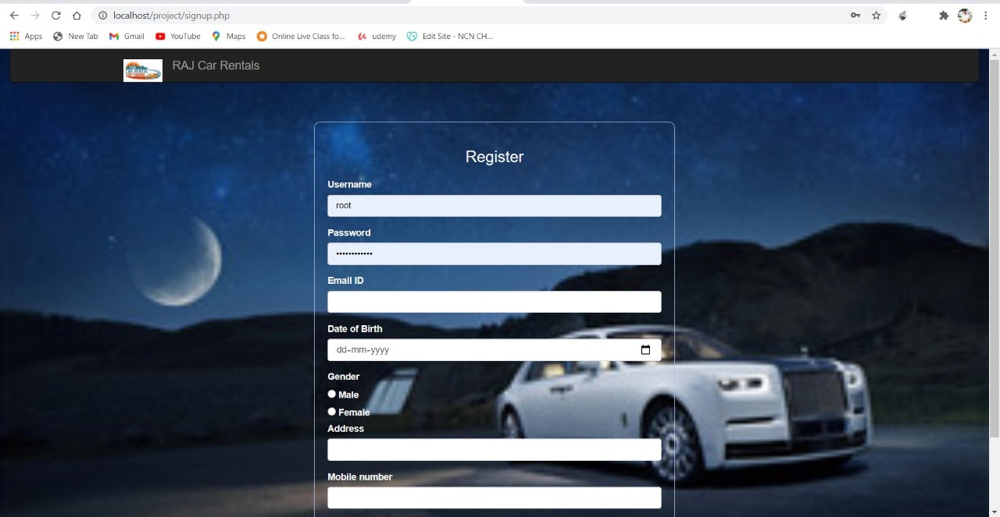 localhost/project/signup.php
Apps New Tab Gmail YouTube Maps Online Live Class fo... udemy Edit Site - NCN CH...
RAJ Car Rentals
Register
Username
root
Password
••••••••••••
Email ID
Date of Birth
dd-mm-yyyy
Gender
Male
Female
Address
Mobile number